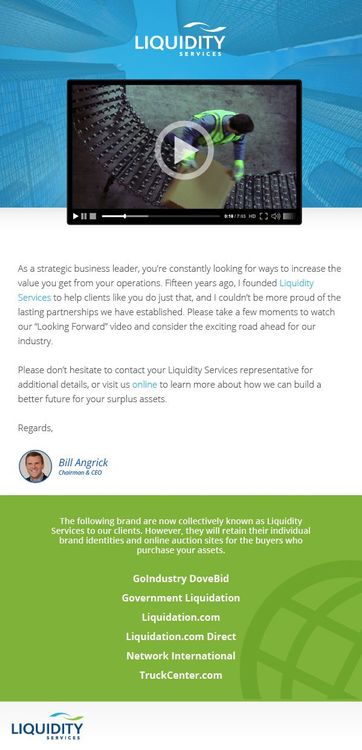 LIQUIDITY
SERVICES
0:18 / 7:03 HD
As a strategic business leader, you're constantly looking for ways to increase the
value you get from your operations. Fifteen years ago, I founded Liquidity
Services to help clients like you do just that, and I couldn't be more proud of the
lasting partnerships we have established. Please take a few moments to watch
our "Looking Forward" video and consider the exciting road ahead for our
industry.
Please don't hesitate to contact your Liquidity Services representative for
additional details, or visit us online to learn more about how we can build a
better future for your surplus assets.
Regards,
Bill Angrick
Chairman & CEO
The following brand are now collectively known as Liquidity
Services to our clients. However, they will retain their individual
brand identities and online auction sites for the buyers who
purchase your assets.
GoIndustry DoveBid
Government Liquidation
Liquidation.com
Liquidation.com Direct
Network International
TruckCenter.com
LIQUIDITY
SERVICES